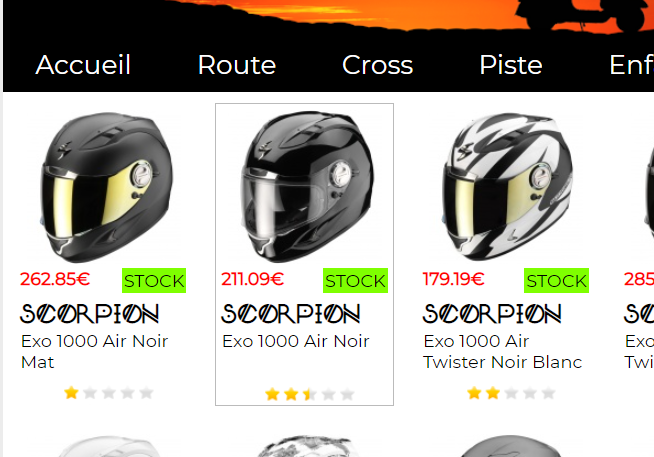 Accueil Route Cross Piste Enf
262.85€ STOCK
SCORPION
Exo 1000 Air Noir
Mat
211.09€ STOCK
SCORPION
Exo 1000 Air Noir
179.19€ STOCK
SCORPION
Exo 1000 Air
Twister Noir Blanc
285
SCO
Exo
Twi